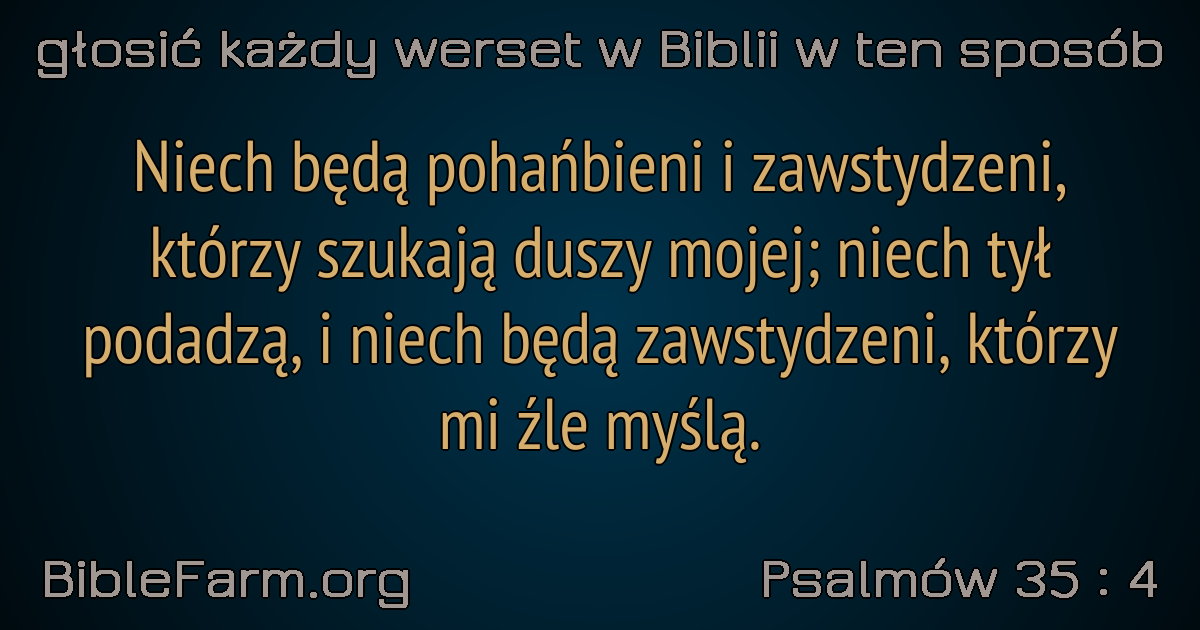 głosić każdy werset w Biblii w ten sposób
Niech będą pohańbieni i zawstydzeni,
którzy szukają duszy mojej; niech tył
podadzą, i niech będą zawstydzeni, którzy
mi źle myślą.
BibleFarm.org
Psalmów 35 : 4